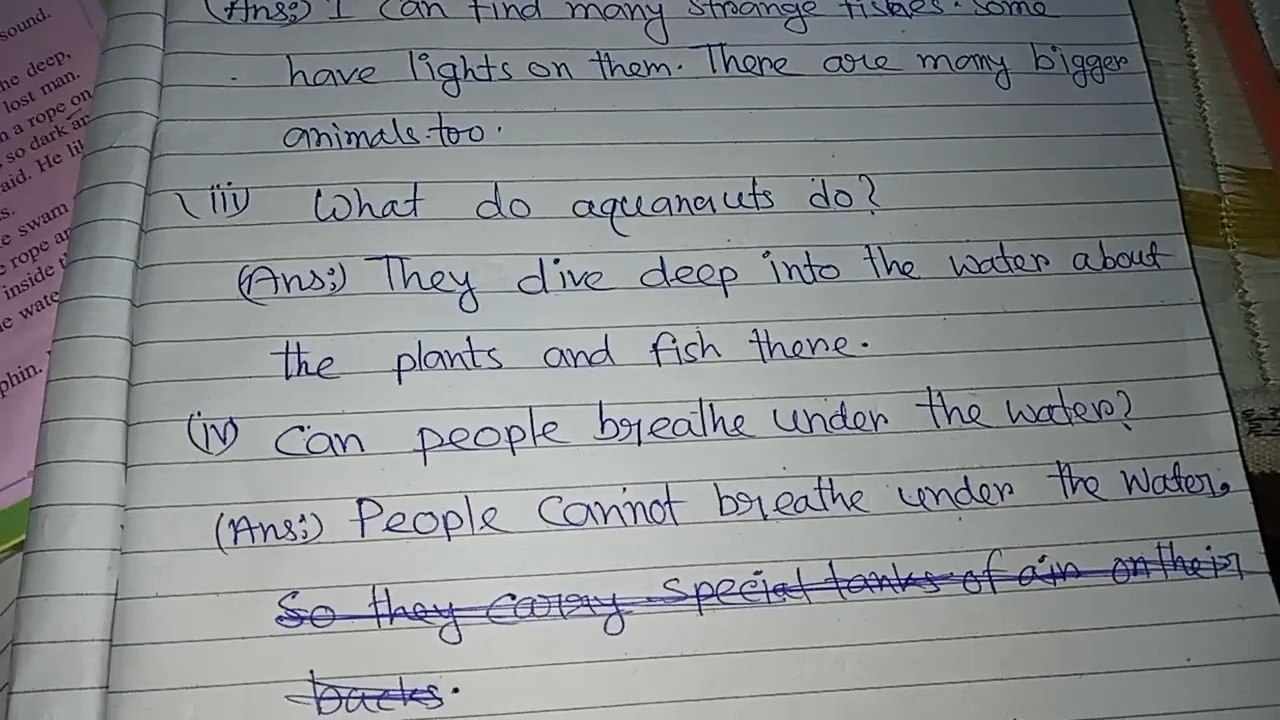 sound.
he deep,
lost man.
n a rope on
so dark ar
aid. He lil
s.
e swam
e rope ar
inside t
e wate
phin.
(Ans:) I can find many strange fishes. Some
have lights on them. There are many bigger
animals too.
(iii) What do aquanauts do?
(Ans:) They dive deep into the water about
the plants and fish there.
(iv) Can people breathe under the water?
(Ans:) People cannot breathe under the water.
So they carry special tanks of air on their
backs.